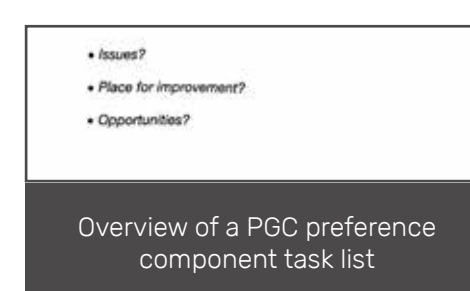 • Issues?
• Place for improvement?
• Opportunities?
Overview of a PGC preference
component task list